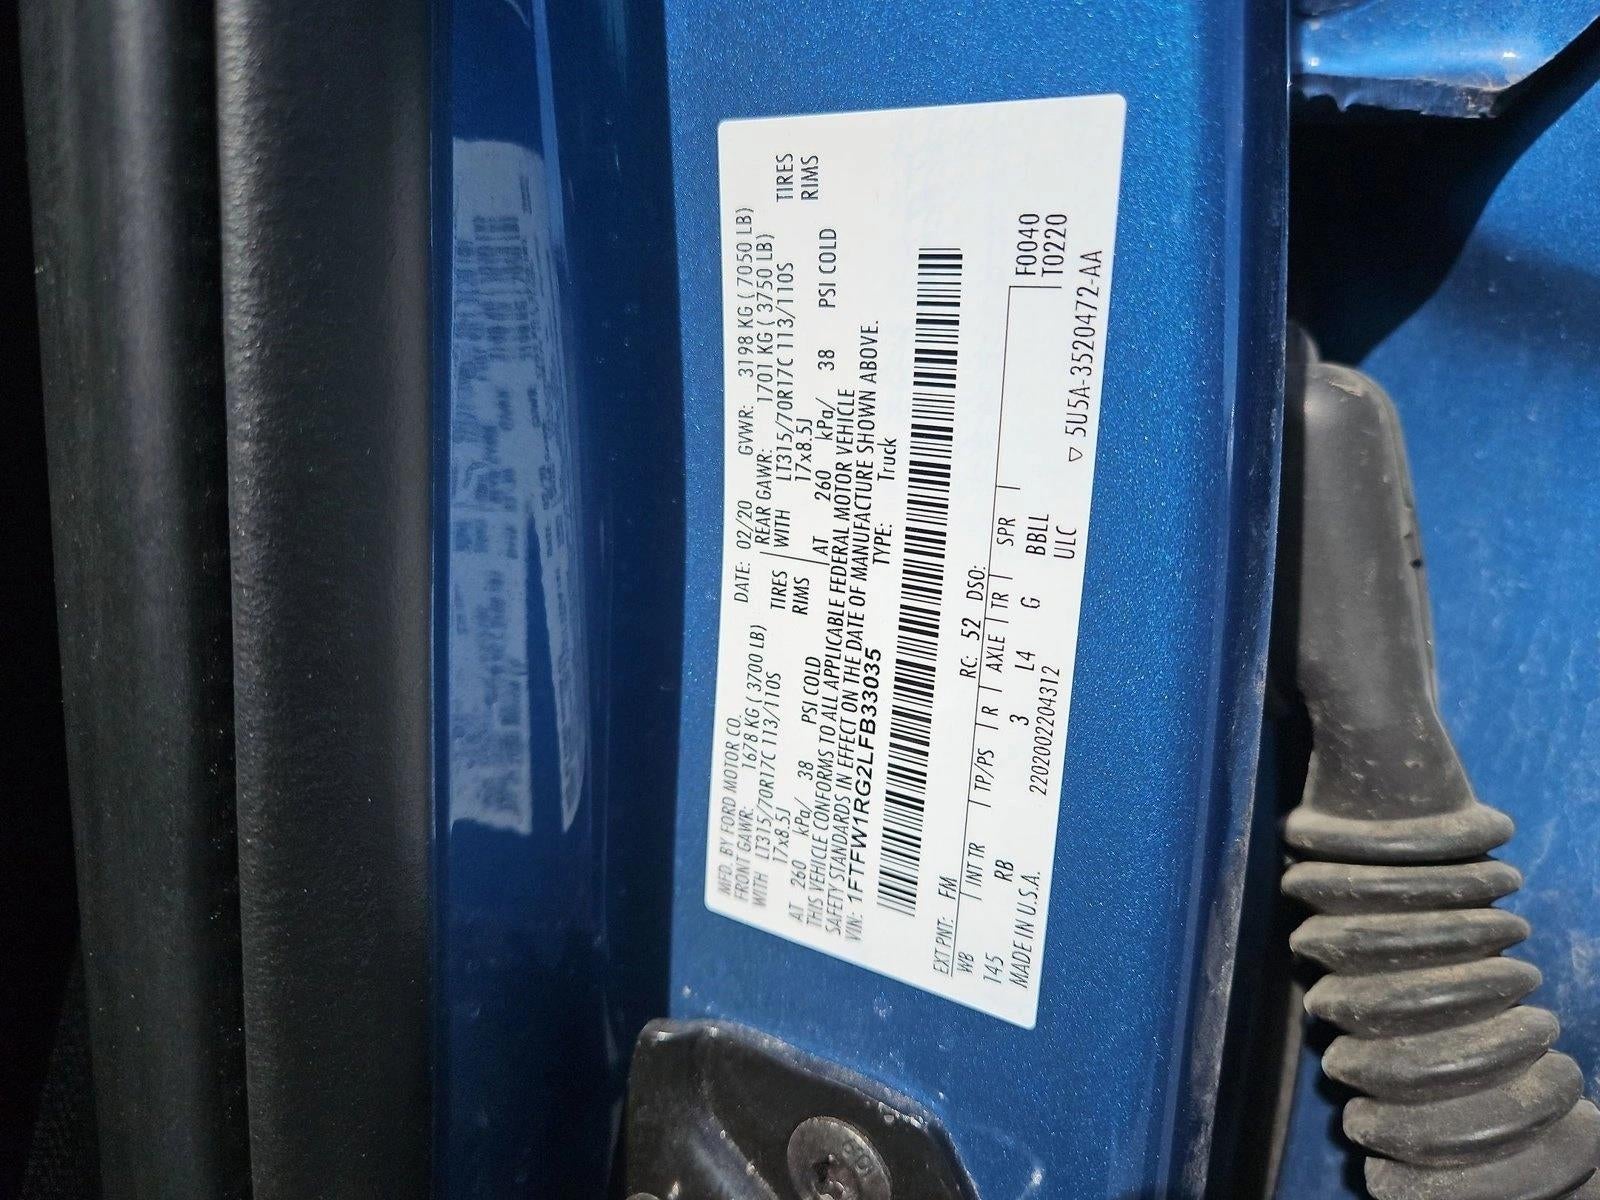 MFD. BY FORD MOTOR CO.
DATE: 02/20 GVWR: 3198 KG ( 7050 LB)
FRONT GAWR: 1678 KG ( 3700 LB)
REAR GAWR: 1701 KG ( 3750 LB)
WITH LT315/70R17C 113/110S TIRES
WITH LT315/70R17C 113/110S TIRES
17x8.5J RIMS
17x8.5J RIMS
AT 260 kPa/ 38 PSI COLD
AT 260 kPa/ 38 PSI COLD
THIS VEHICLE CONFORMS TO ALL APPLICABLE FEDERAL MOTOR VEHICLE
SAFETY STANDARDS IN EFFECT ON THE DATE OF MANUFACTURE SHOWN ABOVE.
VIN: 1FTFW1RG2LFB33035 TYPE: Truck
EXT PNT: FM RC: 52 DSO:
WB INT TR TP/PS R AXLE TR SPR F0040
145 RB 3 L4 G BBLL T0220
MADE IN U.S.A. 2202002204312 ULC
▽ 5U5A-3520472-AA